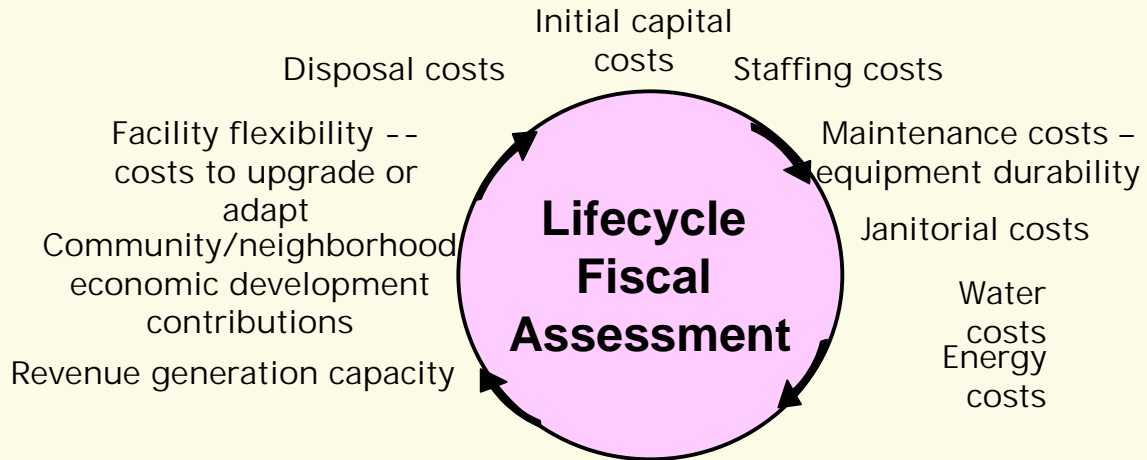 Initial capital
costs
Staffing costs
Maintenance costs –
equipment durability
Janitorial costs
Water
costs
Energy
costs
Revenue generation capacity
Community/neighborhood
economic development
contributions
Facility flexibility --
costs to upgrade or
adapt
Disposal costs
Lifecycle
Fiscal
Assessment